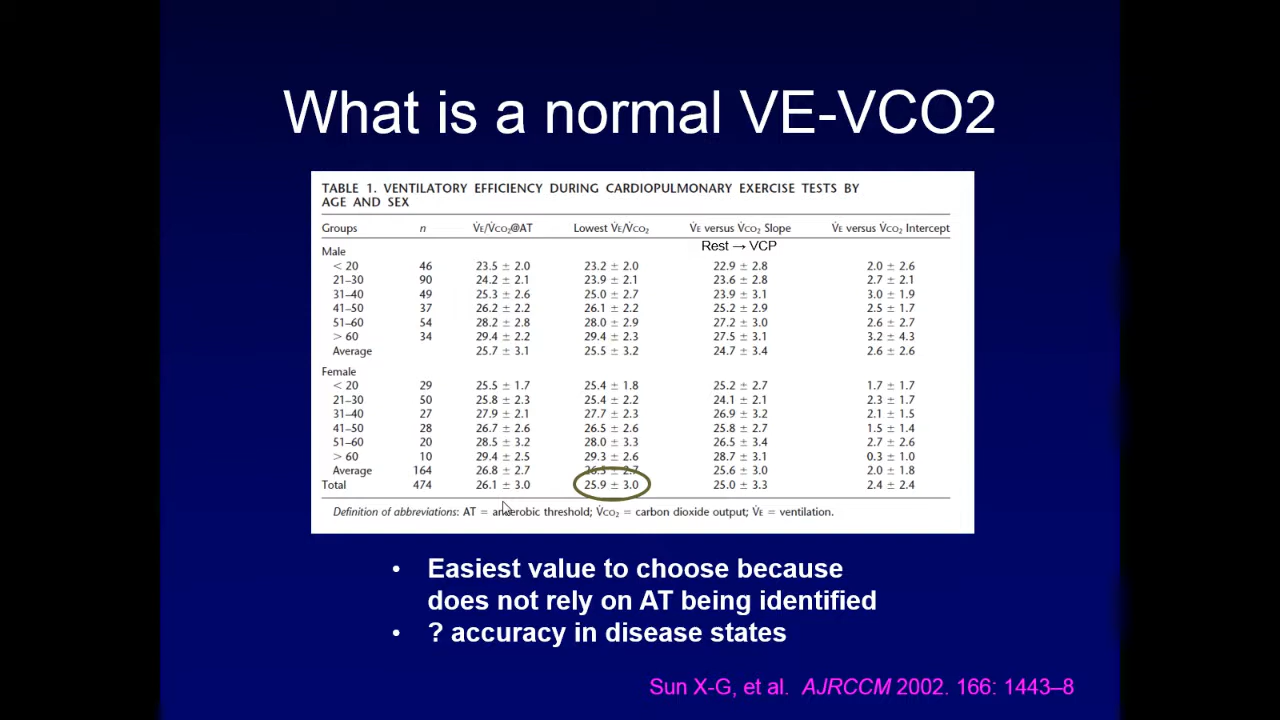 What is a normal VE-VCO2
TABLE 1. VENTILATORY EFFICIENCY DURING CARDIOPULMONARY EXERCISE TESTS BY
AGE AND SEX
Groups n V̇E/V̇CO₂@AT Lowest V̇E/V̇CO₂ V̇E versus V̇CO₂ Slope V̇E versus V̇CO₂ Intercept
Rest → VCP
Male
< 20 46 23.5 ± 2.0 23.2 ± 2.0 22.9 ± 2.8 2.0 ± 2.6
21–30 90 24.2 ± 2.1 23.9 ± 2.1 23.6 ± 2.8 2.7 ± 2.1
31–40 49 25.3 ± 2.6 25.0 ± 2.7 23.9 ± 3.1 3.0 ± 1.9
41–50 37 26.2 ± 2.2 26.1 ± 2.2 25.2 ± 2.9 2.5 ± 1.7
51–60 54 28.2 ± 2.8 28.0 ± 2.9 27.2 ± 3.0 2.6 ± 2.7
> 60 34 29.4 ± 2.2 29.4 ± 2.3 27.5 ± 3.1 3.2 ± 4.3
Average 25.7 ± 3.1 25.5 ± 3.2 24.7 ± 3.4 2.6 ± 2.6
Female
< 20 29 25.5 ± 1.7 25.4 ± 1.8 25.2 ± 2.7 1.7 ± 1.7
21–30 50 25.8 ± 2.3 25.4 ± 2.2 24.1 ± 2.1 2.3 ± 1.7
31–40 27 27.9 ± 2.1 27.7 ± 2.3 26.9 ± 3.2 2.1 ± 1.5
41–50 28 26.7 ± 2.6 26.5 ± 2.6 25.8 ± 2.7 1.5 ± 1.4
51–60 20 28.5 ± 3.2 28.0 ± 3.3 26.5 ± 3.4 2.7 ± 2.6
> 60 10 29.4 ± 2.5 29.3 ± 2.6 28.7 ± 3.1 0.3 ± 1.0
Average 164 26.8 ± 2.7 26.5 ± 2.7 25.6 ± 3.0 2.0 ± 1.8
Total 474 26.1 ± 3.0 25.9 ± 3.0 25.0 ± 3.3 2.4 ± 2.4
Definition of abbreviations: AT = anaerobic threshold; V̇CO₂ = carbon dioxide output; V̇E = ventilation.
• Easiest value to choose because
does not rely on AT being identified
• ? accuracy in disease states
Sun X-G, et al. AJRCCM 2002. 166: 1443–8